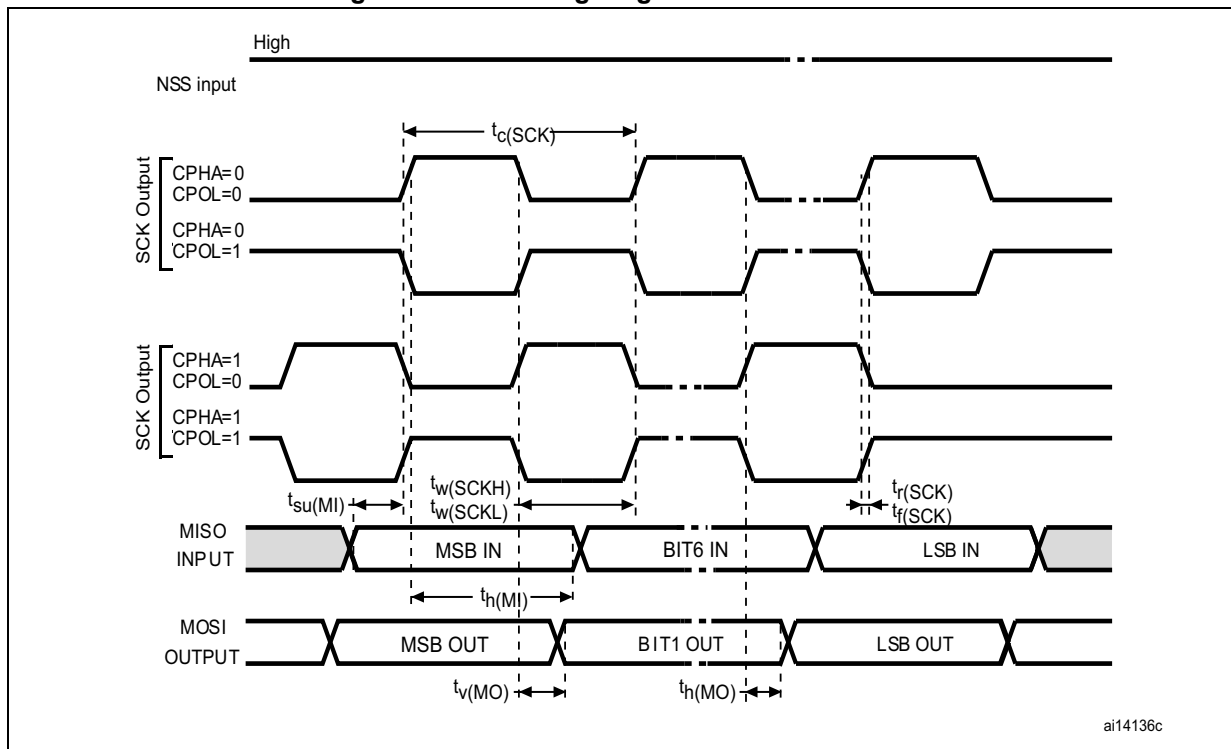 High
NSS input
tc(SCK)
SCK Output
CPHA=0
CPOL=0
CPHA=0
CPOL=1
SCK Output
CPHA=1
CPOL=0
CPHA=1
CPOL=1
tw(SCKH)
tw(SCKL)
tr(SCK)
tf(SCK)
tsu(MI)
MISO
INPUT
MSB IN
BIT6 IN
LSB IN
th(MI)
MOSI
OUTPUT
MSB OUT
BIT1 OUT
LSB OUT
tv(MO)
th(MO)
ai14136c